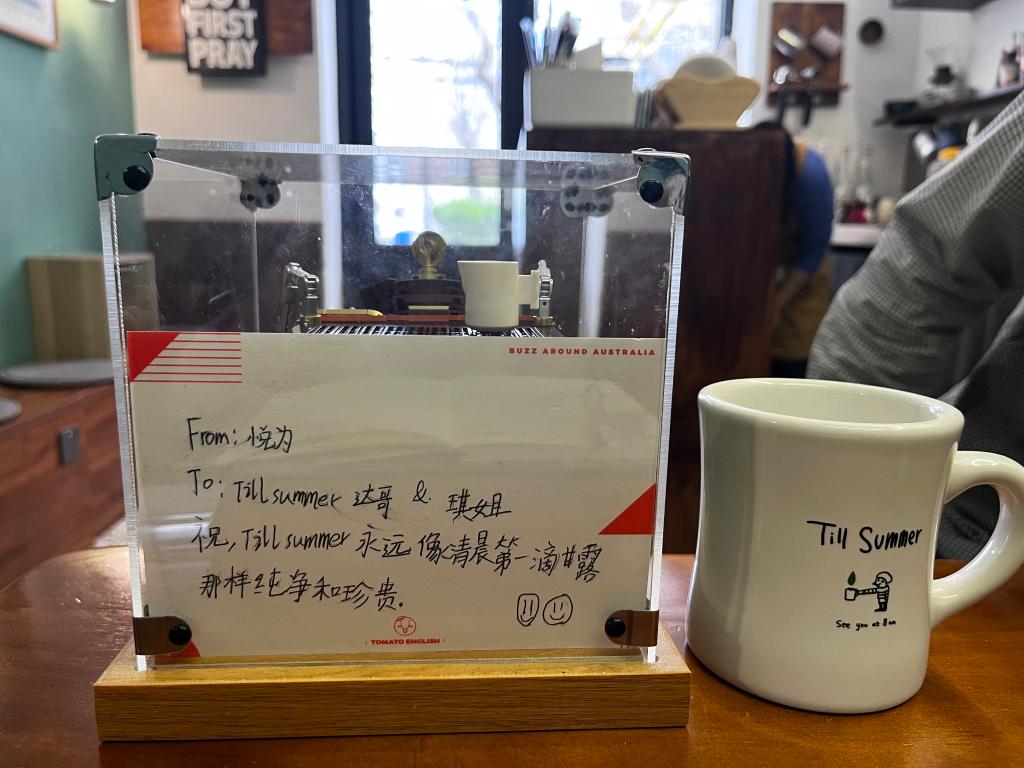 BUT
FIRST
PRAY
BUZZ AROUND AUSTRALIA
From: 悦为
To: Till summer 达哥 & 琪姐
祝, Till summer 永远 像清晨第一滴甘露
那样纯净和珍贵.
TOMATO ENGLISH
Till Summer
See you at 8am